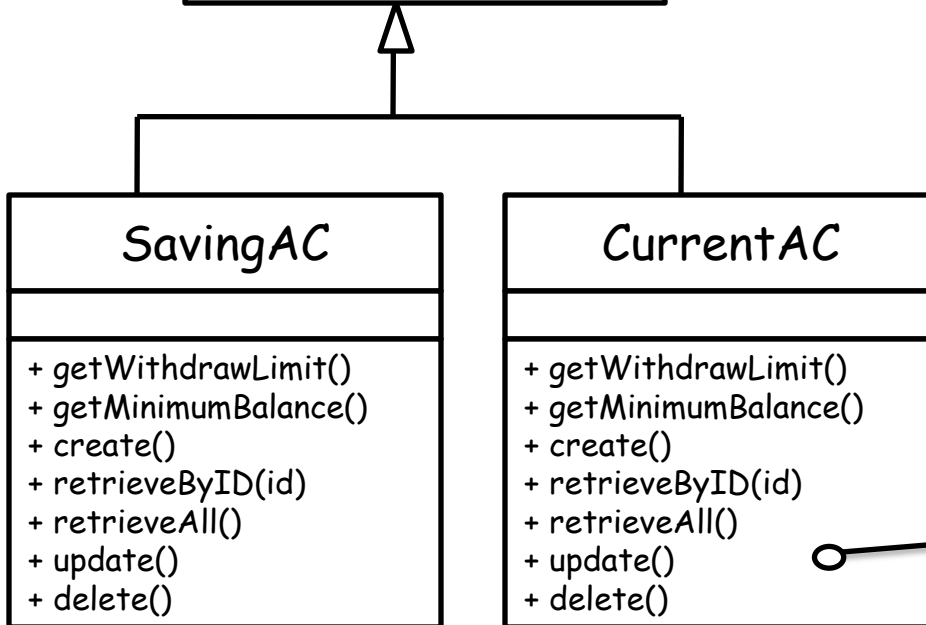 SavingAC
+ getWithdrawLimit()
+ getMinimumBalance()
+ create()
+ retrieveByID(id)
+ retrieveAll()
+ update()
+ delete()
CurrentAC
+ getWithdrawLimit()
+ getMinimumBalance()
+ create()
+ retrieveByID(id)
+ retrieveAll()
+ update()
+ delete()